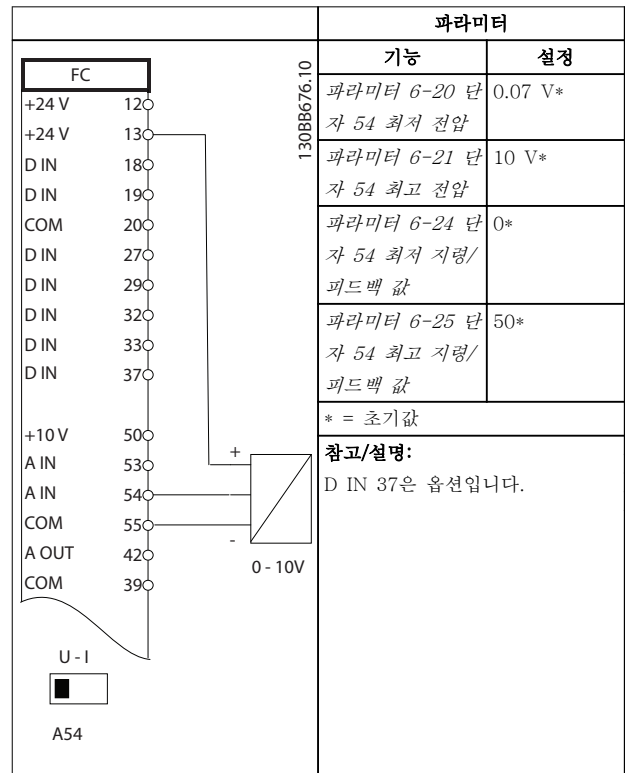 파라미터
기능 설정
FC
130BB676.10
+24 V 12
+24 V 13
D IN 18
D IN 19
COM 20
D IN 27
D IN 29
D IN 32
D IN 33
D IN 37
+10 V 50
A IN 53
A IN 54
COM 55
A OUT 42
COM 39
+
-
0 - 10V
U - I
A54
파라미터 6-20 단 0.07 V*
자 54 최저 전압
파라미터 6-21 단 10 V*
자 54 최고 전압
파라미터 6-24 단 0*
자 54 최저 지령/
피드백 값
파라미터 6-25 단 50*
자 54 최고 지령/
피드백 값
* = 초기값
참고/설명:
D IN 37은 옵션입니다.